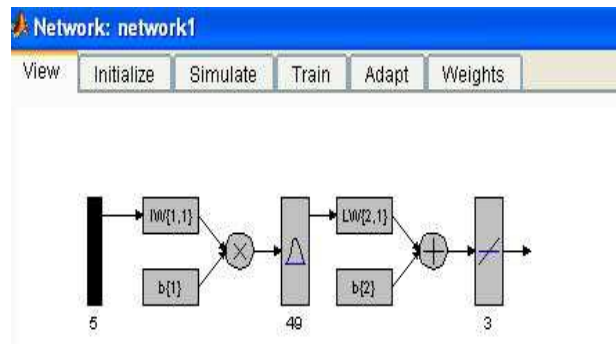 Network: network1
View Initialize Simulate Train Adapt Weights
IW{1,1} LW{2,1}
b{1} b{2}
5 49 3